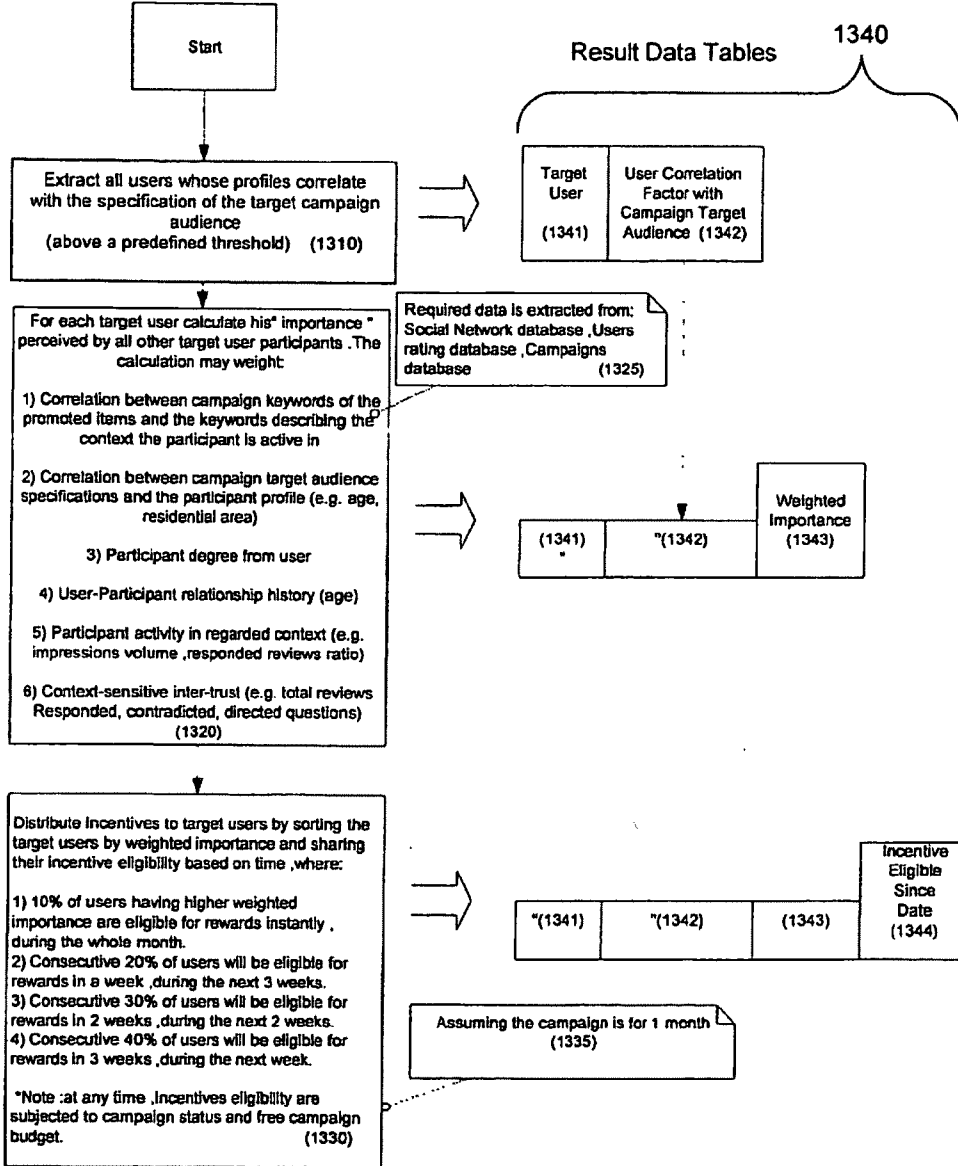 Start
Result Data Tables
1340
Extract all users whose profiles correlate
with the specification of the target campaign
audience
(above a predefined threshold) (1310)
Target
User
(1341)
User Correlation
Factor with
Campaign Target
Audience (1342)
Required data is extracted from:
Social Network database ,Users
rating database ,Campaigns
database (1325)
For each target user calculate his" importance "
perceived by all other target user participants .The
calculation may weight:
1) Correlation between campaign keywords of the
promoted items and the keywords describing the
context the participant is active in
2) Correlation between campaign target audience
specifications and the participant profile (e.g. age,
residential area)
3) Participant degree from user
4) User-Participant relationship history (age)
5) Participant activity in regarded context (e.g.
impressions volume ,responded reviews ratio)
6) Context-sensitive inter-trust (e.g. total reviews
Responded, contradicted, directed questions)
(1320)
(1341)
"
"(1342)
Weighted
Importance
(1343)
Distribute Incentives to target users by sorting the
target users by weighted importance and sharing
their incentive eligibility based on time ,where:
1) 10% of users having higher weighted
importance are eligible for rewards instantly ,
during the whole month.
2) Consecutive 20% of users will be eligible for
rewards in a week ,during the next 3 weeks.
3) Consecutive 30% of users will be eligible for
rewards in 2 weeks ,during the next 2 weeks.
4) Consecutive 40% of users will be eligible for
rewards in 3 weeks ,during the next week.
*Note :at any time ,Incentives eligibility are
subjected to campaign status and free campaign
budget. (1330)
"(1341)
"(1342)
(1343)
Incentive
Eligible
Since
Date
(1344)
Assuming the campaign is for 1 month
(1335)